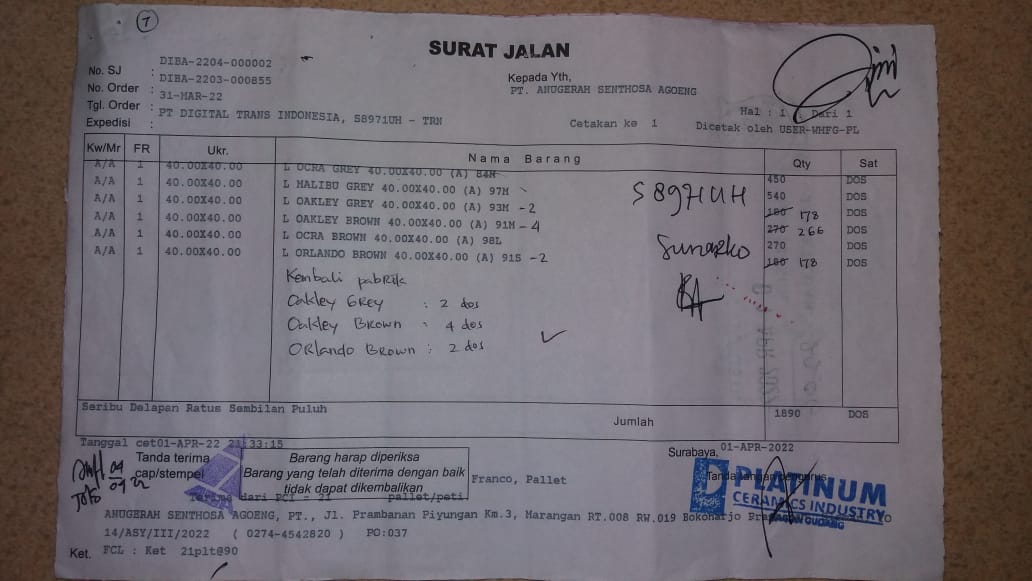 7
SURAT JALAN
No. SJ : DIBA-2204-000002
No. Order : DIBA-2203-000855
Tgl. Order : 31-MAR-22
Expedisi : PT DIGITAL TRANS INDONESIA, S8971UH - TRN
Kepada Yth,
PT. ANUGERAH SENTHOSA AGOENG
Cetakan ke 1
Hal : 1 Dari 1
Dicetak oleh USER-WHFG-PL
Kw/Mr FR Ukr. Nama Barang Qty Sat
A/A 1 40.00X40.00 L OCRA GREY 40.00X40.00 (A) 84M 450 DOS
A/A 1 40.00X40.00 L MALIBU GREY 40.00X40.00 (A) 97M 540 DOS
A/A 1 40.00X40.00 L OAKLEY GREY 40.00X40.00 (A) 93M -2 180 178 DOS
A/A 1 40.00X40.00 L OAKLEY BROWN 40.00X40.00 (A) 91M -4 270 266 DOS
A/A 1 40.00X40.00 L OCRA BROWN 40.00X40.00 (A) 98L 270 DOS
A/A 1 40.00X40.00 L ORLANDO BROWN 40.00X40.00 (A) 91S -2 180 178 DOS
S 8971 UH
Kembali pabrik
Oakley Grey : 2 dos
Oakley Brown : 4 dos
Orlando Brown : 2 dos
Seribu Delapan Ratus Sembilan Puluh
Jumlah 1890 DOS
Tanggal cet01-APR-22 21:33:15
Tanda terima
cap/stempel
Barang harap diperiksa
Barang yang telah diterima dengan baik
tidak dapat dikembalikan
Franco, Pallet
01-APR-2022
Surabaya,
PLATINUM
CERAMICS INDUSTRY
Terima dari PCI - 21 pallet/peti
ANUGERAH SENTHOSA AGOENG, PT., Jl. Prambanan Piyungan Km.3, Marangan RT.008 RW.019 Bokoharjo
14/ASY/III/2022 ( 0274-4542820 ) PO:037
Ket. FCL : Ket 21plt@90